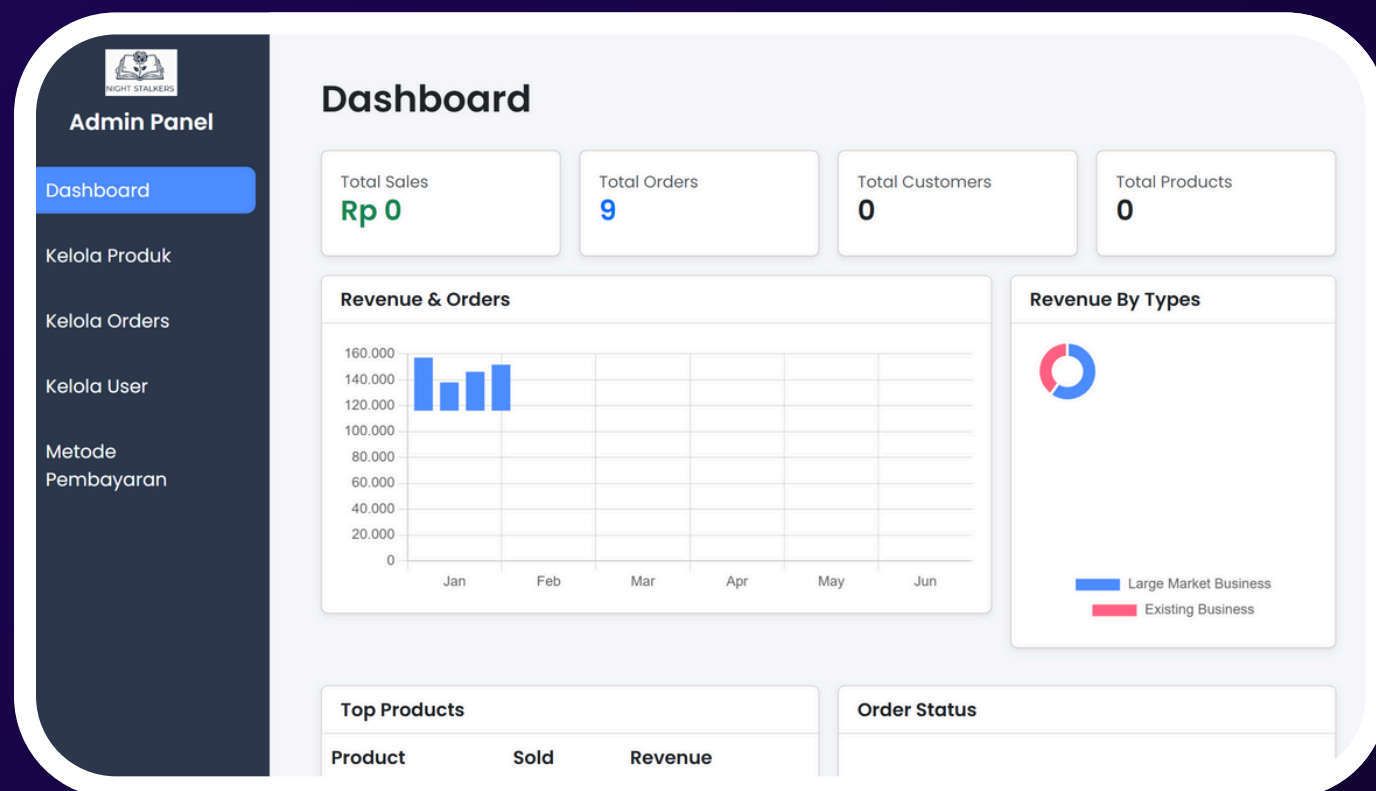 NIGHT STALKERS
Admin Panel
Dashboard
Kelola Produk
Kelola Orders
Kelola User
Metode
Pembayaran
Dashboard
Total Sales
Rp 0
Total Orders
9
Total Customers
0
Total Products
0
Revenue & Orders
160.000
140.000
120.000
100.000
80.000
60.000
40.000
20.000
0
Jan Feb Mar Apr May Jun
Revenue By Types
Large Market Business
Existing Business
Top Products
Product Sold Revenue
Order Status